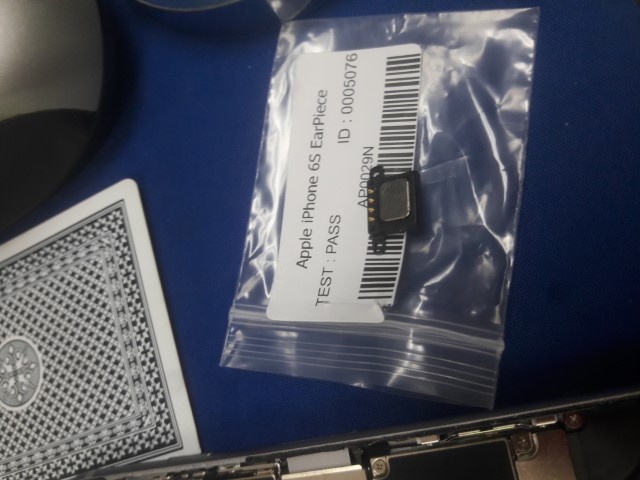 Apple iPhone 6S EarPiece
TEST : PASS ID : 0005076
AP0029N